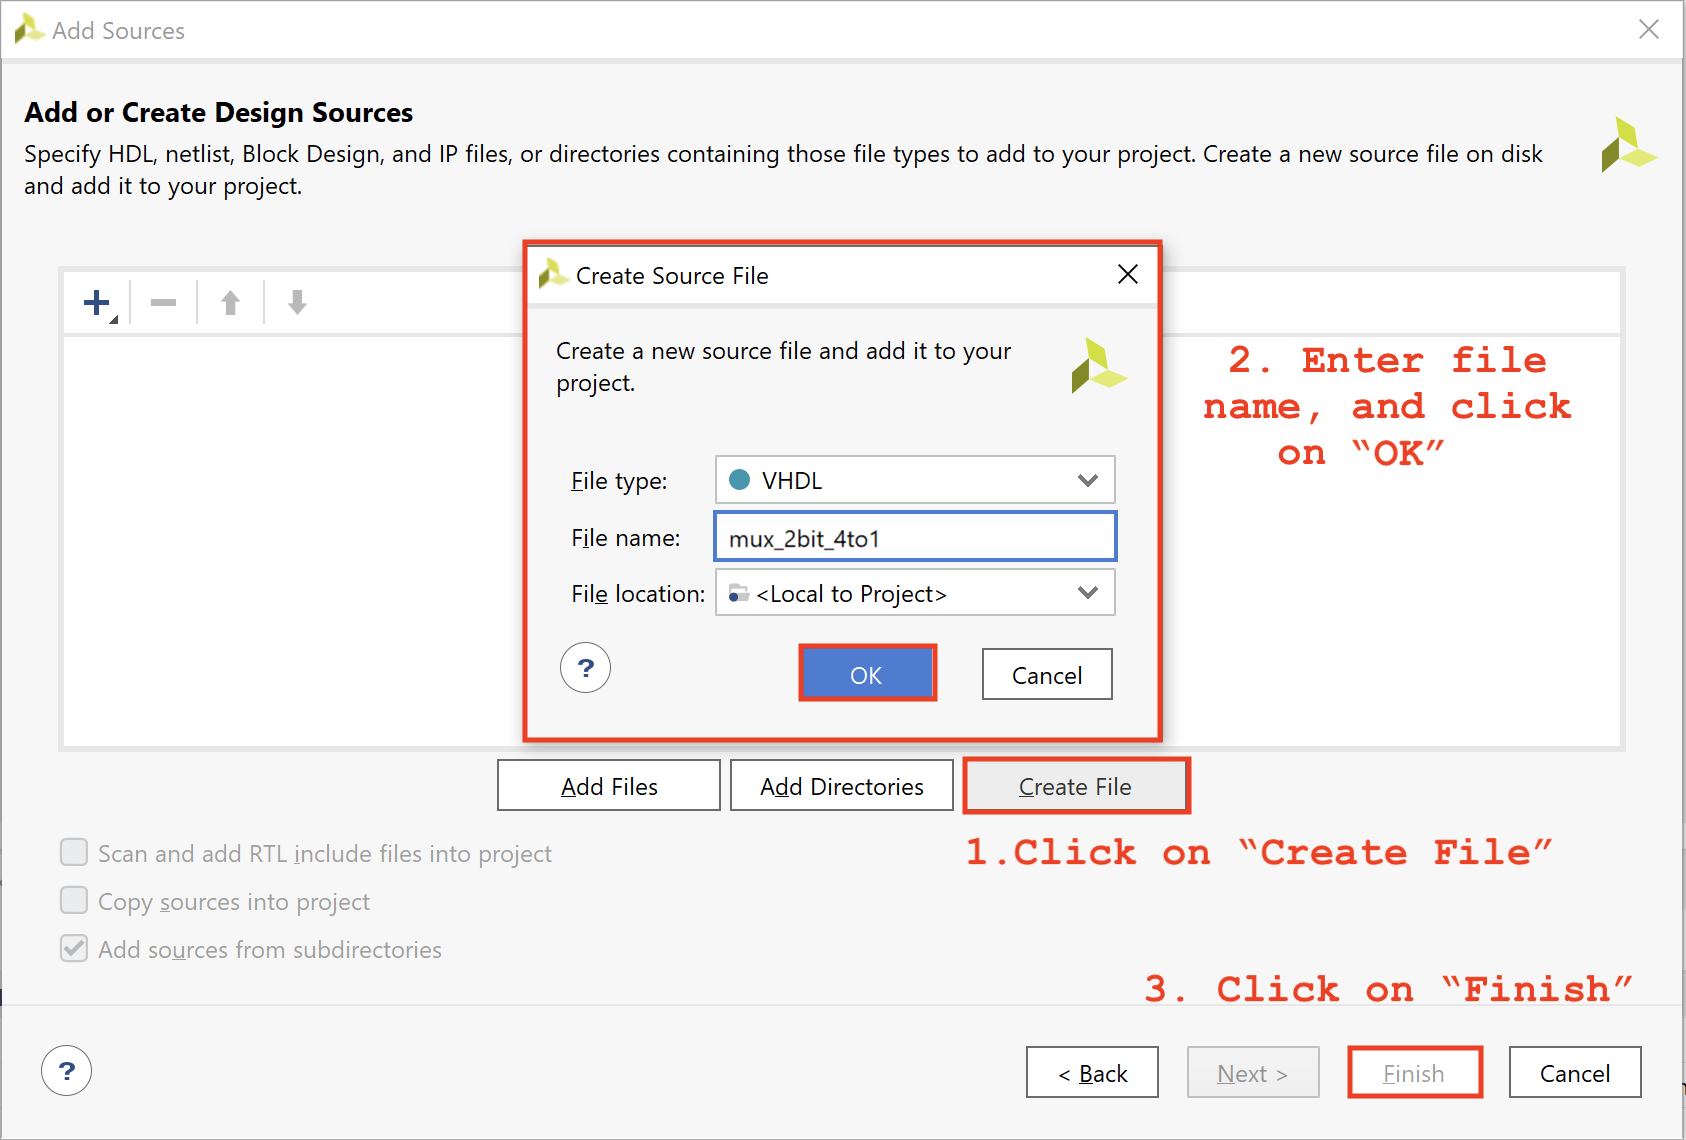 Add Sources
Add or Create Design Sources
Specify HDL, netlist, Block Design, and IP files, or directories containing those file types to add to your project. Create a new source file on disk
and add it to your project.
Create Source File
Create a new source file and add it to your
project.
File type:
VHDL
File name:
mux_2bit_4to1
File location:
<Local to Project>
?
OK
Cancel
2. Enter file
name, and click
on “OK”
Add Files
Add Directories
Create File
1.Click on “Create File”
Scan and add RTL include files into project
Copy sources into project
Add sources from subdirectories
3. Click on “Finish”
?
< Back
Next >
Finish
Cancel